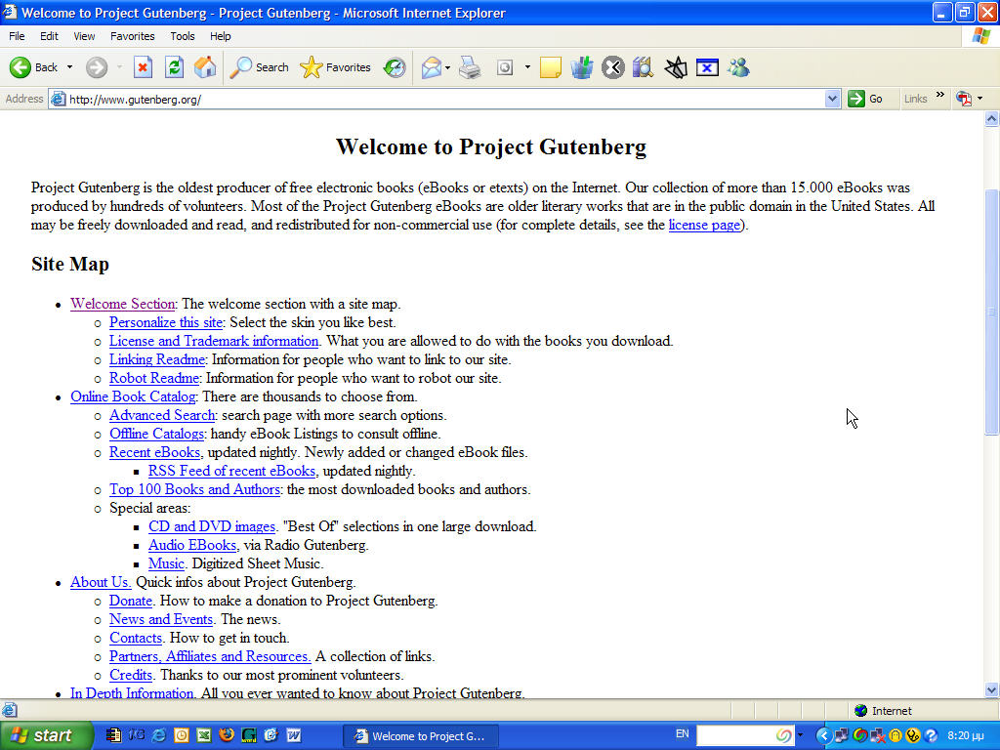 Welcome to Project Gutenberg - Project Gutenberg - Microsoft Internet Explorer
File Edit View Favorites Tools Help
Back Search Favorites
Address http://www.gutenberg.org/ Go Links »
Welcome to Project Gutenberg
Project Gutenberg is the oldest producer of free electronic books (eBooks or etexts) on the Internet. Our collection of more than 15.000 eBooks was
produced by hundreds of volunteers. Most of the Project Gutenberg eBooks are older literary works that are in the public domain in the United States. All
may be freely downloaded and read, and redistributed for non-commercial use (for complete details, see the license page).
Site Map
Welcome Section: The welcome section with a site map.
Personalize this site: Select the skin you like best.
License and Trademark information. What you are allowed to do with the books you download.
Linking Readme: Information for people who want to link to our site.
Robot Readme: Information for people who want to robot our site.
Online Book Catalog: There are thousands to choose from.
Advanced Search: search page with more search options.
Offline Catalogs: handy eBook Listings to consult offline.
Recent eBooks, updated nightly. Newly added or changed eBook files.
RSS Feed of recent eBooks, updated nightly.
Top 100 Books and Authors: the most downloaded books and authors.
Special areas:
CD and DVD images. "Best Of" selections in one large download.
Audio EBooks, via Radio Gutenberg.
Music. Digitized Sheet Music.
About Us. Quick infos about Project Gutenberg.
Donate. How to make a donation to Project Gutenberg.
News and Events. The news.
Contacts. How to get in touch.
Partners, Affiliates and Resources. A collection of links.
Credits. Thanks to our most prominent volunteers.
In Depth Information. All you ever wanted to know about Project Gutenberg.
Internet
start Welcome to Project G... EN 8:20 μμ